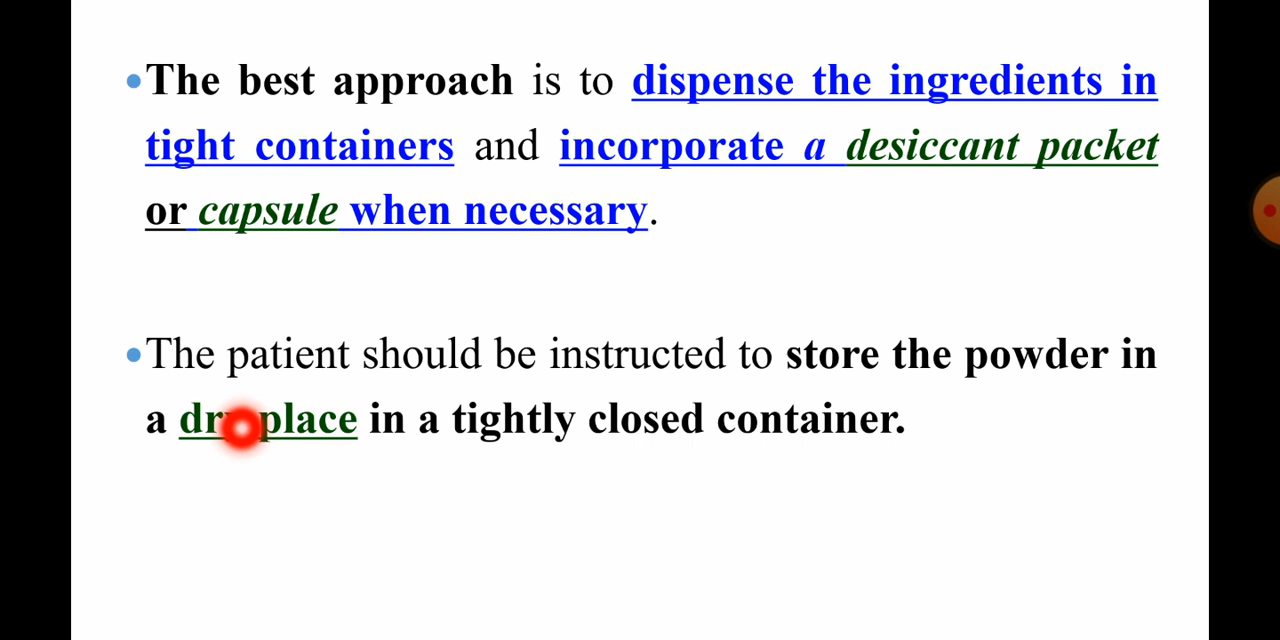 •The best approach is to dispense the ingredients in
tight containers and incorporate a desiccant packet
or capsule when necessary.
•The patient should be instructed to store the powder in
a dry place in a tightly closed container.